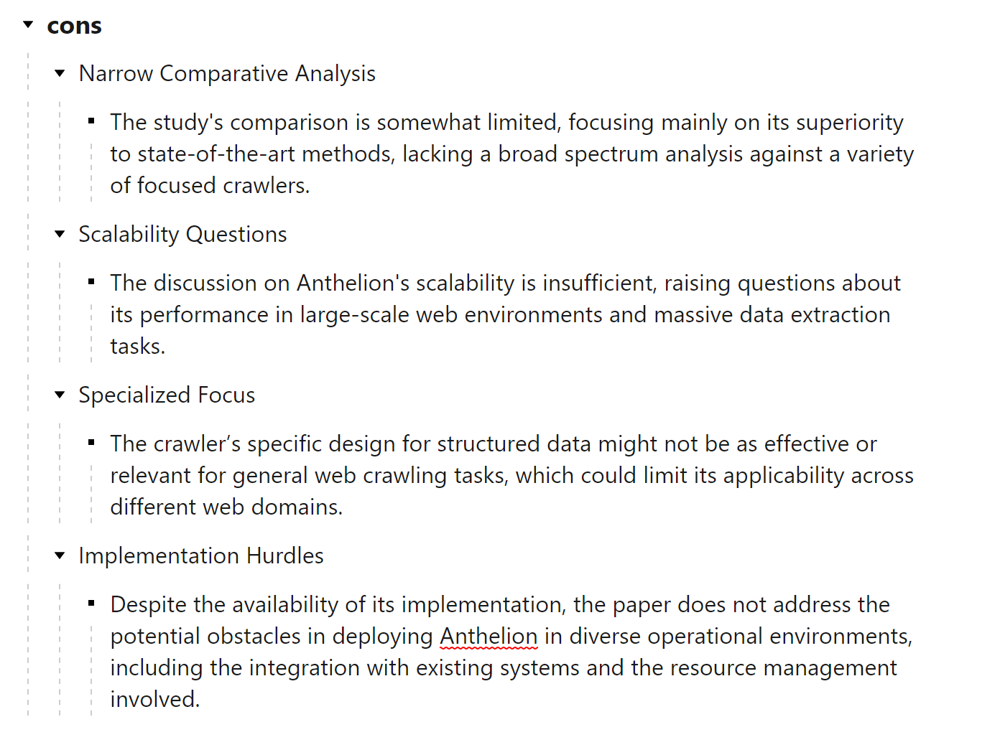 cons
Narrow Comparative Analysis
The study's comparison is somewhat limited, focusing mainly on its superiority
to state-of-the-art methods, lacking a broad spectrum analysis against a variety
of focused crawlers.
Scalability Questions
The discussion on Anthelion's scalability is insufficient, raising questions about
its performance in large-scale web environments and massive data extraction
tasks.
Specialized Focus
The crawler’s specific design for structured data might not be as effective or
relevant for general web crawling tasks, which could limit its applicability across
different web domains.
Implementation Hurdles
Despite the availability of its implementation, the paper does not address the
potential obstacles in deploying Anthelion in diverse operational environments,
including the integration with existing systems and the resource management
involved.